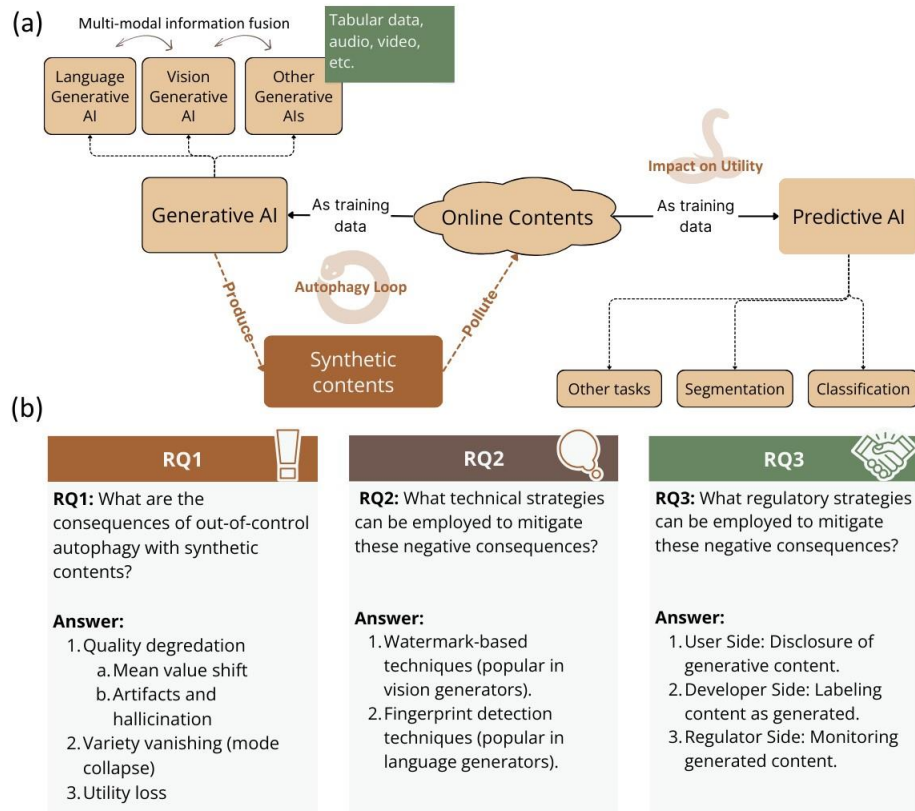 (a)
Multi-modal information fusion
Tabular data,
audio, video,
etc.
Language
Generative
AI
Vision
Generative
AI
Other
Generative
AIs
Impact on Utility
Generative AI
As training
data
Online Contents
As training
data
Predictive AI
Autophagy Loop
Produce
Pollute
Synthetic
contents
Other tasks
Segmentation
Classification
(b)
RQ1
RQ1: What are the
consequences of out-of-control
autophagy with synthetic
contents?
Answer:
1. Quality degredation
a. Mean value shift
b. Artifacts and
hallicination
2. Variety vanishing (mode
collapse)
3. Utility loss
RQ2
RQ2: What technical strategies
can be employed to mitigate
these negative consequences?
Answer:
1. Watermark-based
techniques (popular in
vision generators).
2. Fingerprint detection
techniques (popular in
language generators).
RQ3
RQ3: What regulatory strategies
can be employed to mitigate
these negative consequences?
Answer:
1. User Side: Disclosure of
generative content.
2. Developer Side: Labeling
content as generated.
3. Regulator Side: Monitoring
generated content.